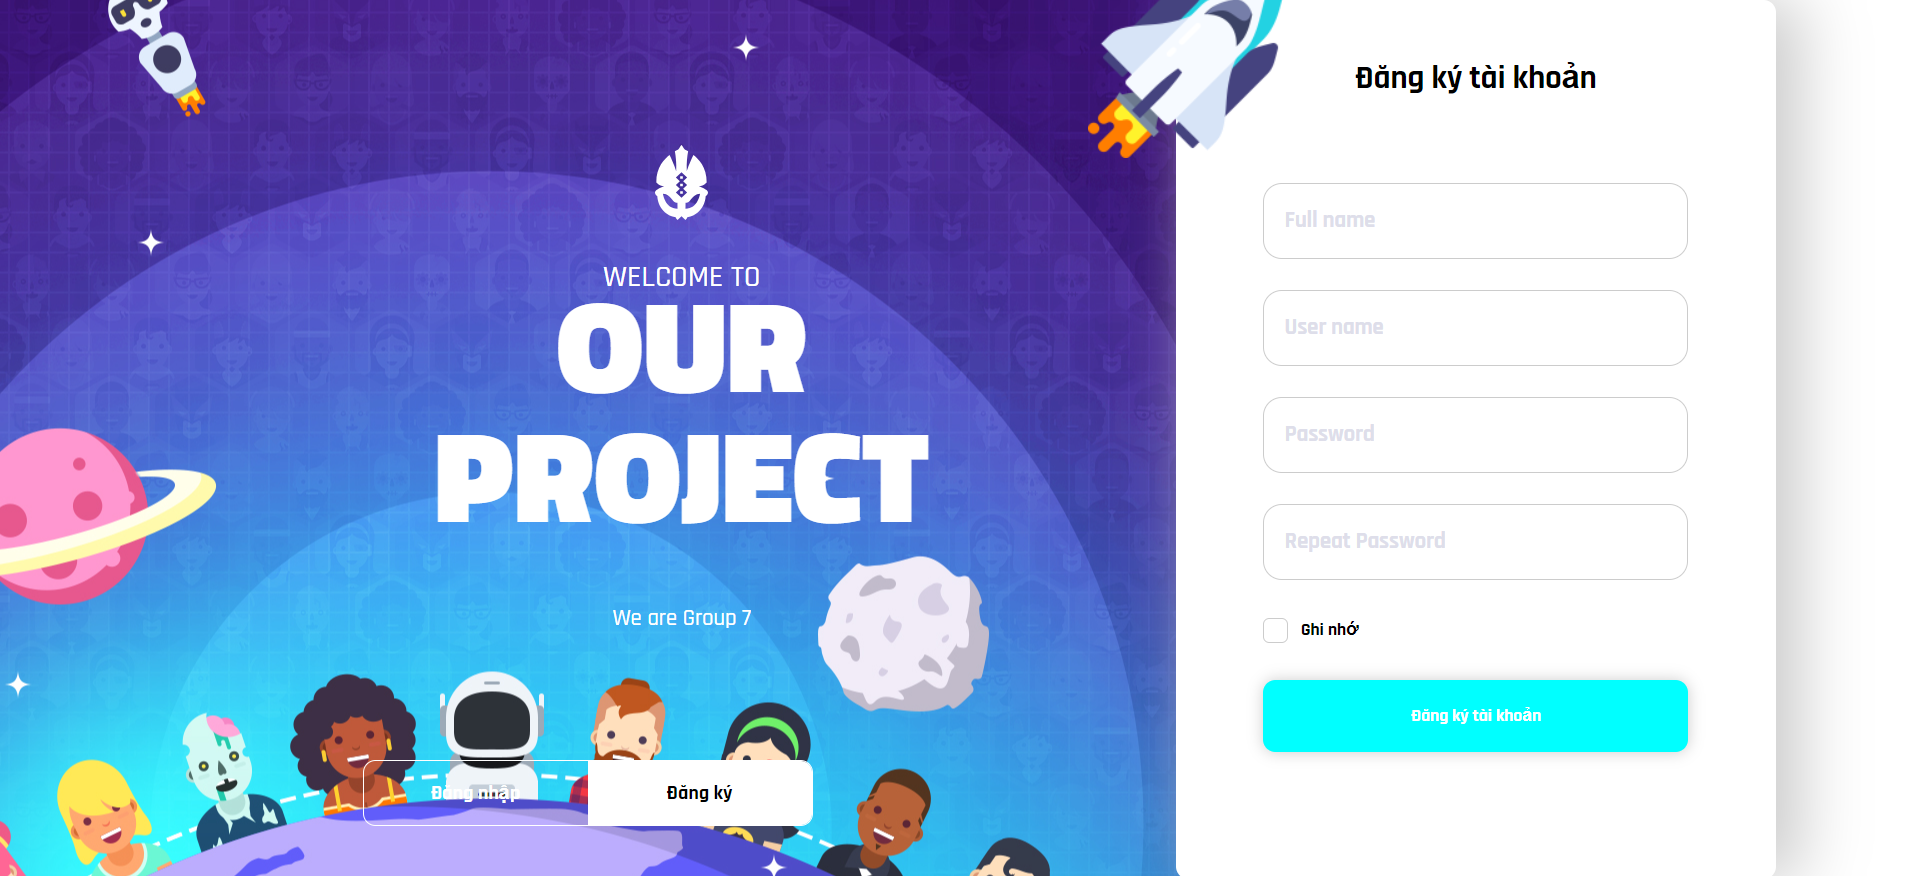 WELCOME TO
OUR
PROJECT
We are Group 7
Đăng nhập
Đăng ký
Đăng ký tài khoản
Full name
User name
Password
Repeat Password
Ghi nhớ
Đăng ký tài khoản